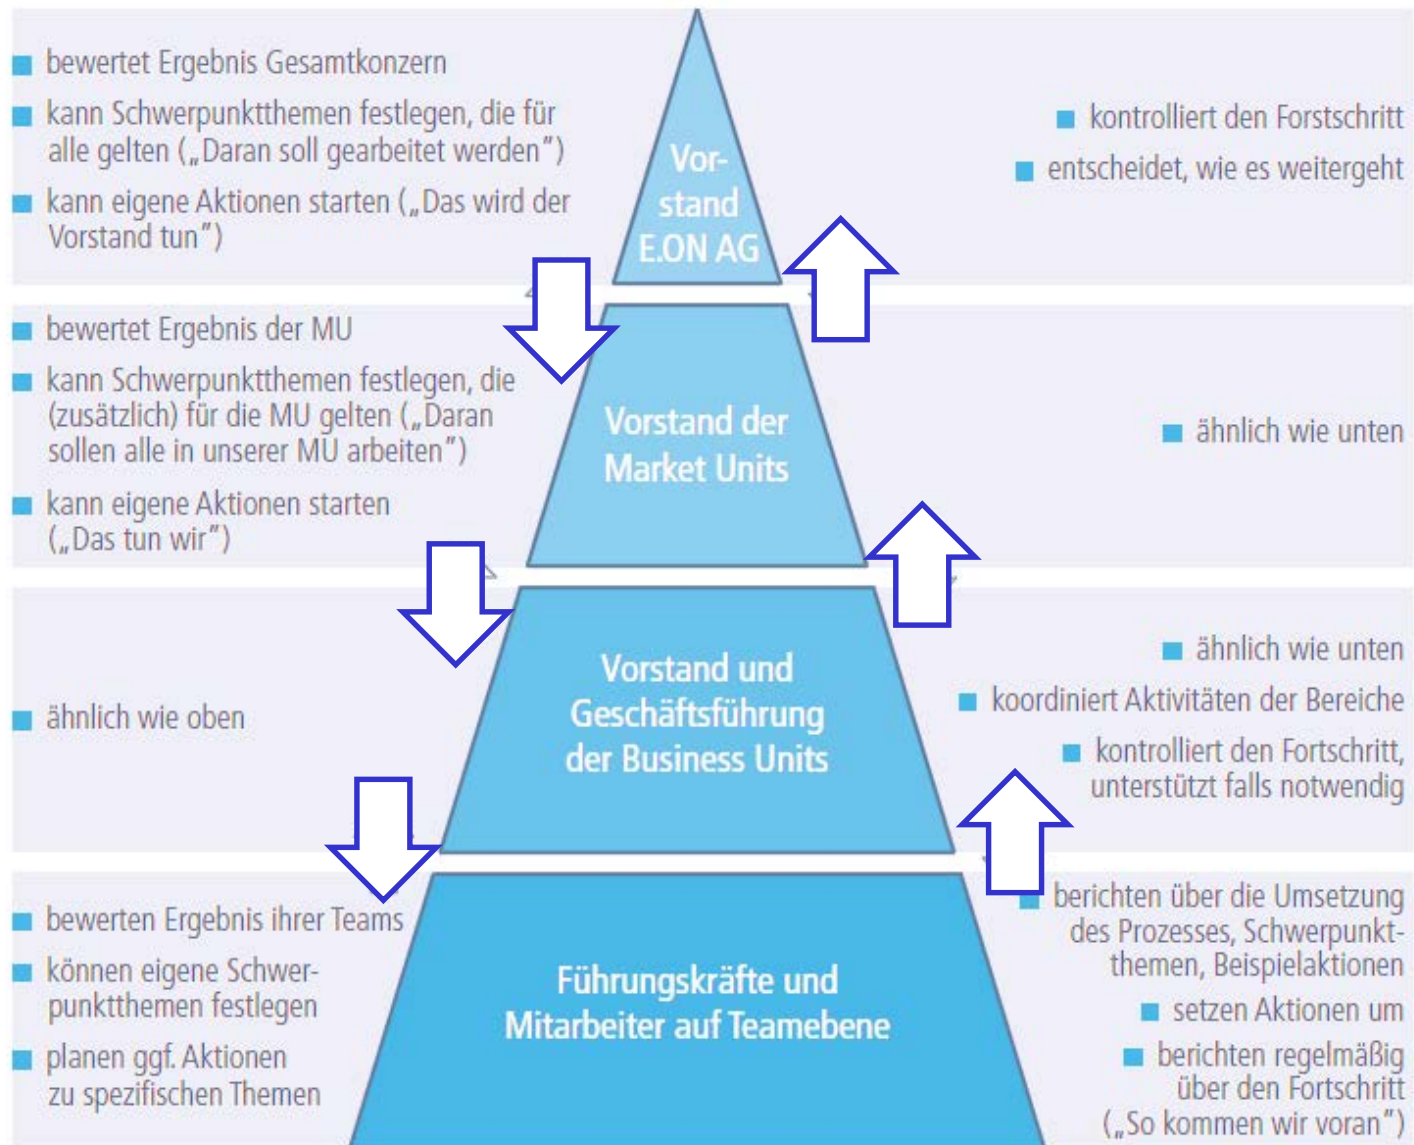 bewertet Ergebnis Gesamtkonzern
kann Schwerpunktthemen festlegen, die für
alle gelten („Daran soll gearbeitet werden“)
kann eigene Aktionen starten („Das wird der
Vorstand tun“)
Vor-
stand
E.ON AG
kontrolliert den Forstschritt
entscheidet, wie es weitergeht
bewertet Ergebnis der MU
kann Schwerpunktthemen festlegen, die
(zusätzlich) für die MU gelten („Daran
sollen alle in unserer MU arbeiten“)
kann eigene Aktionen starten
(„Das tun wir“)
Vorstand der
Market Units
ähnlich wie unten
ähnlich wie oben
Vorstand und
Geschäftsführung
der Business Units
ähnlich wie unten
koordiniert Aktivitäten der Bereiche
kontrolliert den Fortschritt,
unterstützt falls notwendig
bewerten Ergebnis ihrer Teams
können eigene Schwer-
punktthemen festlegen
planen ggf. Aktionen
zu spezifischen Themen
Führungskräfte und
Mitarbeiter auf Teamebene
berichten über die Umsetzung
des Prozesses, Schwerpunkt-
themen, Beispielaktionen
setzen Aktionen um
berichten regelmäßig
über den Fortschritt
(„So kommen wir voran“)